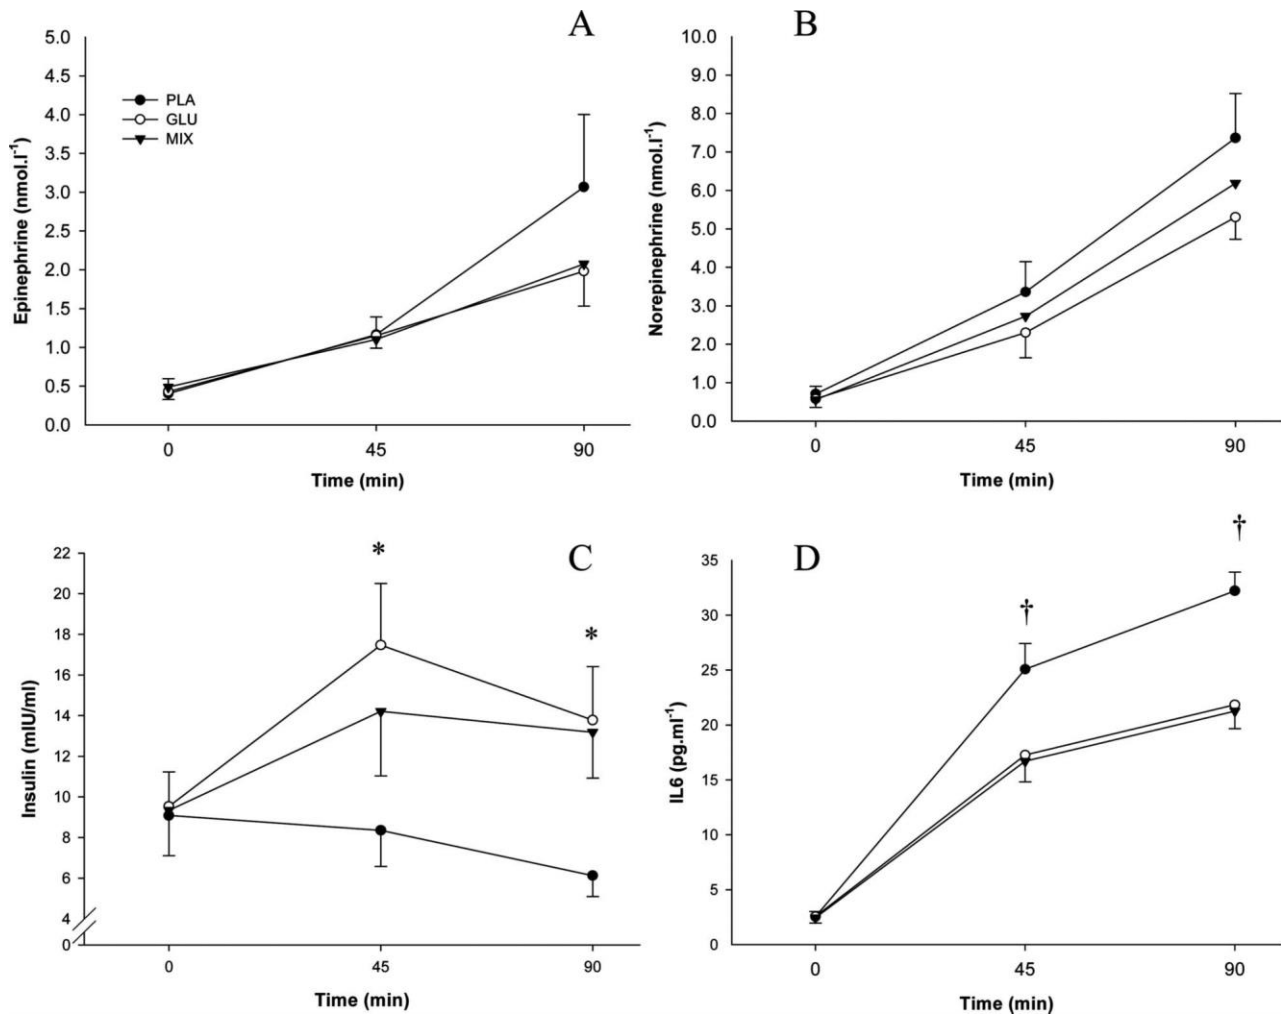 A
Epinephrine (nmol.l-1)
5.0
4.5
4.0
3.5
3.0
2.5
2.0
1.5
1.0
0.5
0.0
PLA
GLU
MIX
0 45 90
Time (min)
B
Norepinephrine (nmol.l-1)
10.0
9.0
8.0
7.0
6.0
5.0
4.0
3.0
2.0
1.0
0.0
0 45 90
Time (min)
C
Insulin (mIU/ml)
22
20
18
16
14
12
10
8
6
4
0
*
*
0 45 90
Time (min)
D
IL6 (pg.ml-1)
35
30
25
20
15
10
5
0
†
†
0 45 90
Time (min)